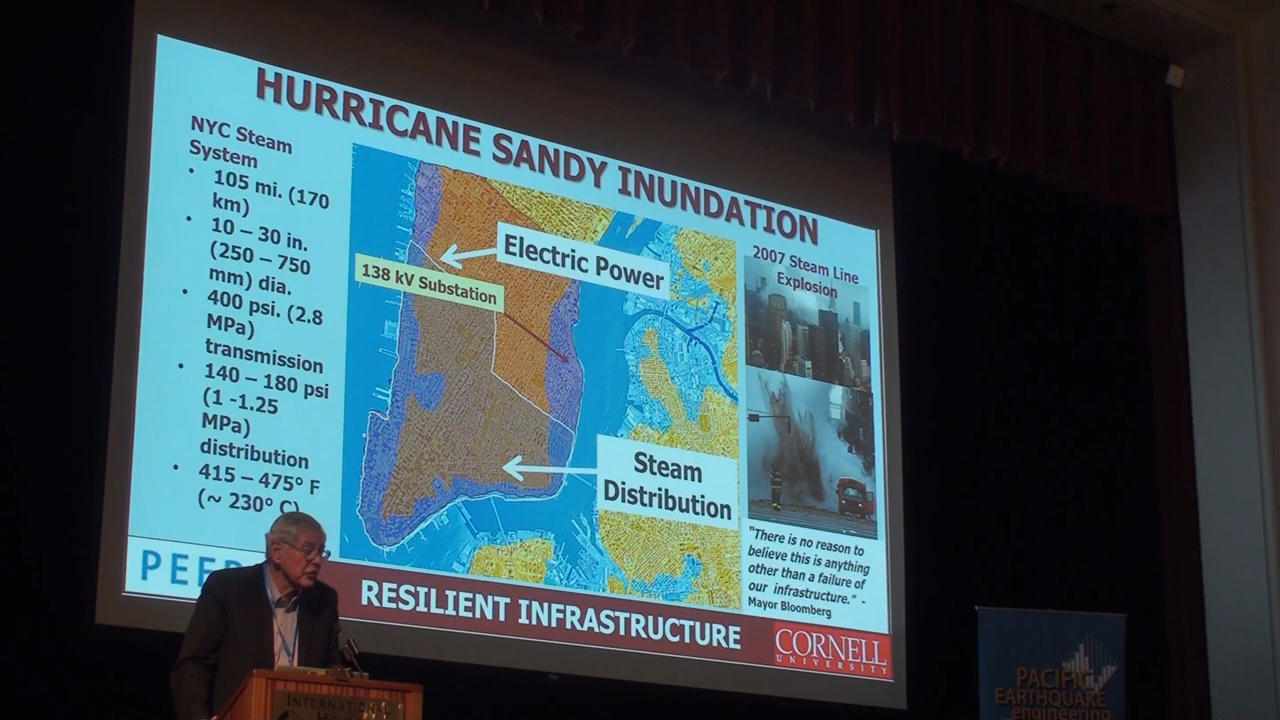 HURRICANE SANDY INUNDATION
NYC Steam
System
• 105 mi. (170
km)
• 10 – 30 in.
(250 – 750
mm) dia.
• 400 psi. (2.8
MPa)
transmission
• 140 – 180 psi
(1 -1.25
MPa)
distribution
• 415 – 475° F
(~ 230° C)
Electric Power
138 kV Substation
Steam
Distribution
2007 Steam Line
Explosion
"There is no reason to
believe this is anything
other than a failure of
our infrastructure." -
Mayor Bloomberg
PEER
RESILIENT INFRASTRUCTURE
CORNELL
UNIVERSITY
INTERNATIONAL
PACIFIC
EARTHQUAKE
engineering